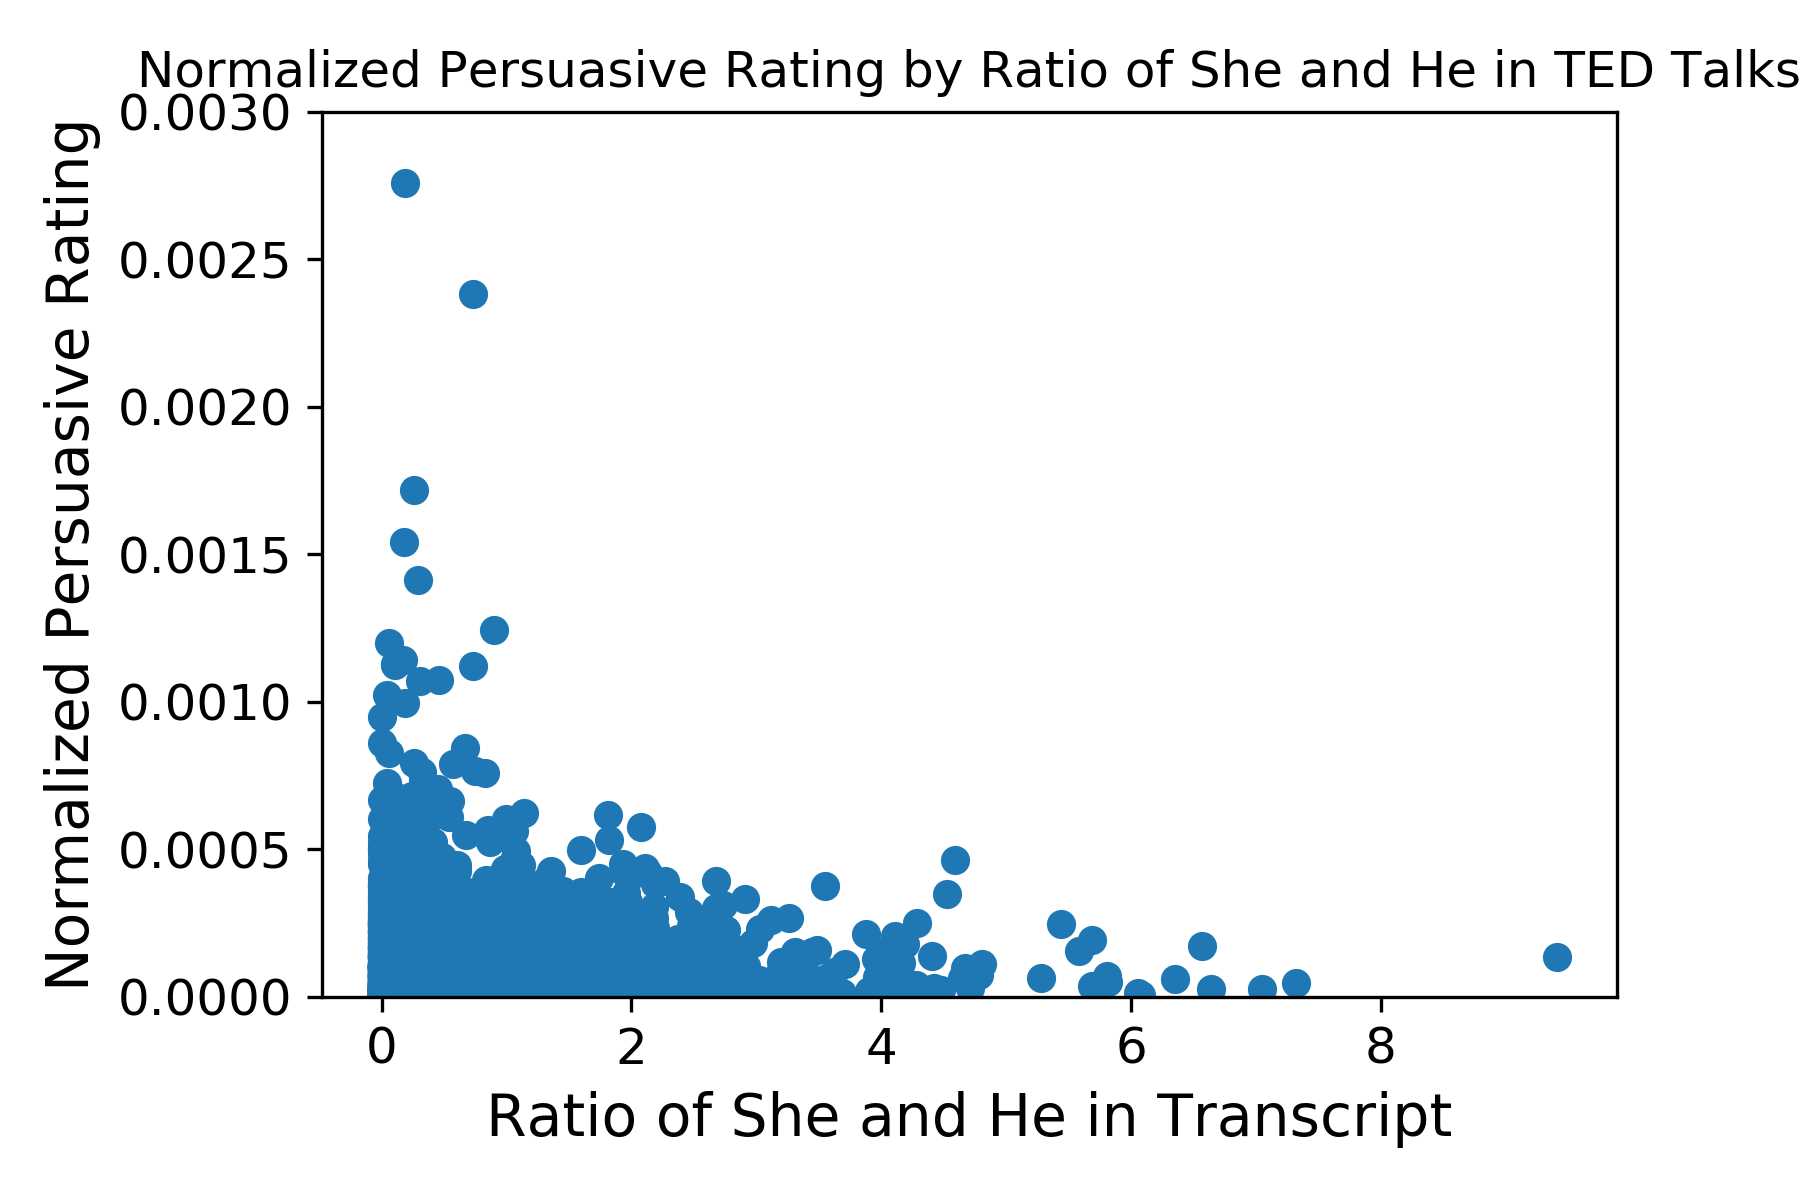 Normalized Persuasive Rating by Ratio of She and He in TED Talks
Normalized Persuasive Rating
0.0030
0.0025
0.0020
0.0015
0.0010
0.0005
0.0000
0 2 4 6 8
Ratio of She and He in Transcript